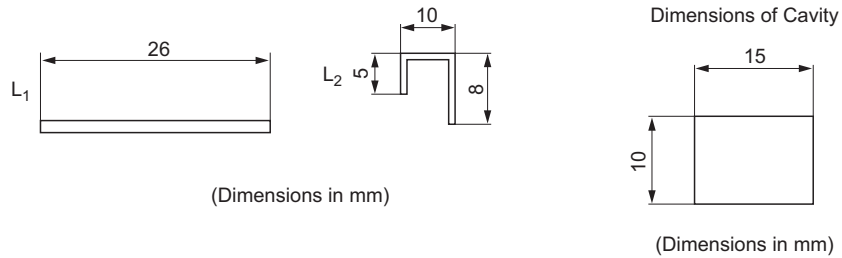 Dimensions of Cavity
26
10
15
L₁
L₂
5
8
10
(Dimensions in mm)
(Dimensions in mm)